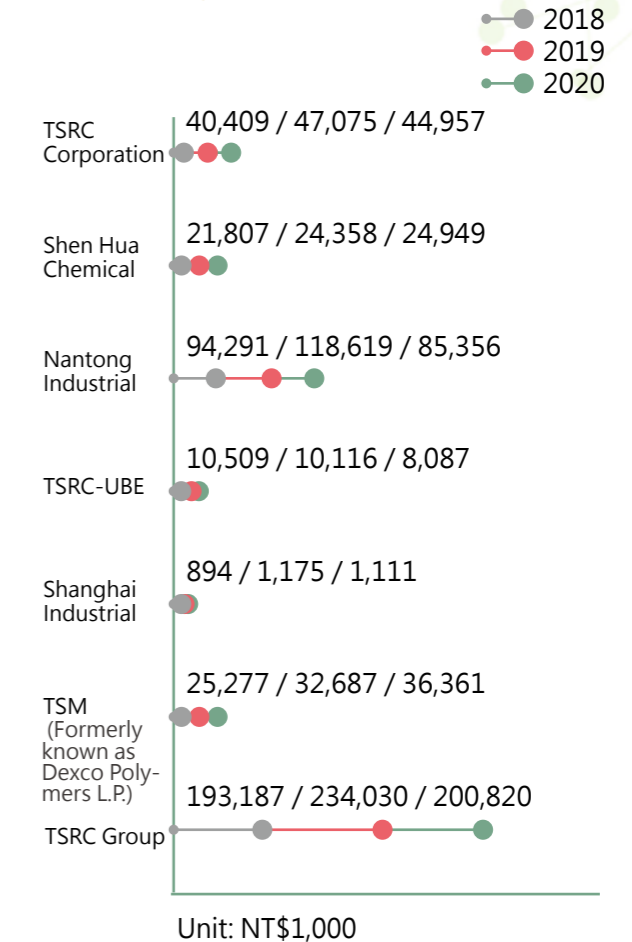 2018
2019
2020
TSRC
Corporation
40,409 / 47,075 / 44,957
Shen Hua
Chemical
21,807 / 24,358 / 24,949
Nantong
Industrial
94,291 / 118,619 / 85,356
TSRC-UBE
10,509 / 10,116 / 8,087
Shanghai
Industrial
894 / 1,175 / 1,111
TSM
(Formerly
known as
Dexco Poly-
mers L.P.)
25,277 / 32,687 / 36,361
TSRC Group
193,187 / 234,030 / 200,820
Unit: NT$1,000